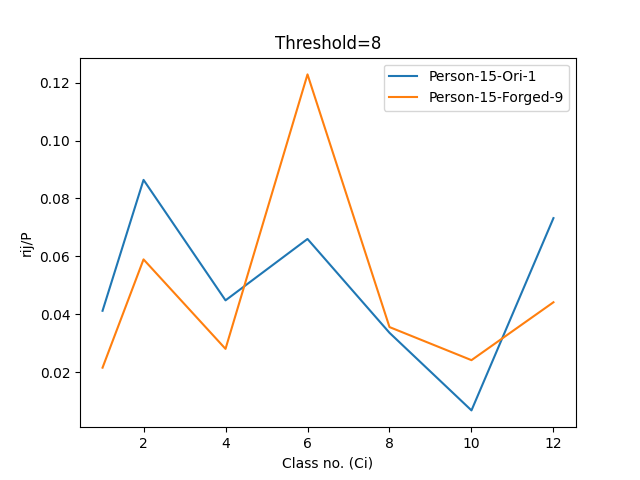 Threshold=8
Person-15-Ori-1
Person-15-Forged-9
0.12
0.10
0.08
0.06
0.04
0.02
rij/P
2 4 6 8 10 12
Class no. (Ci)